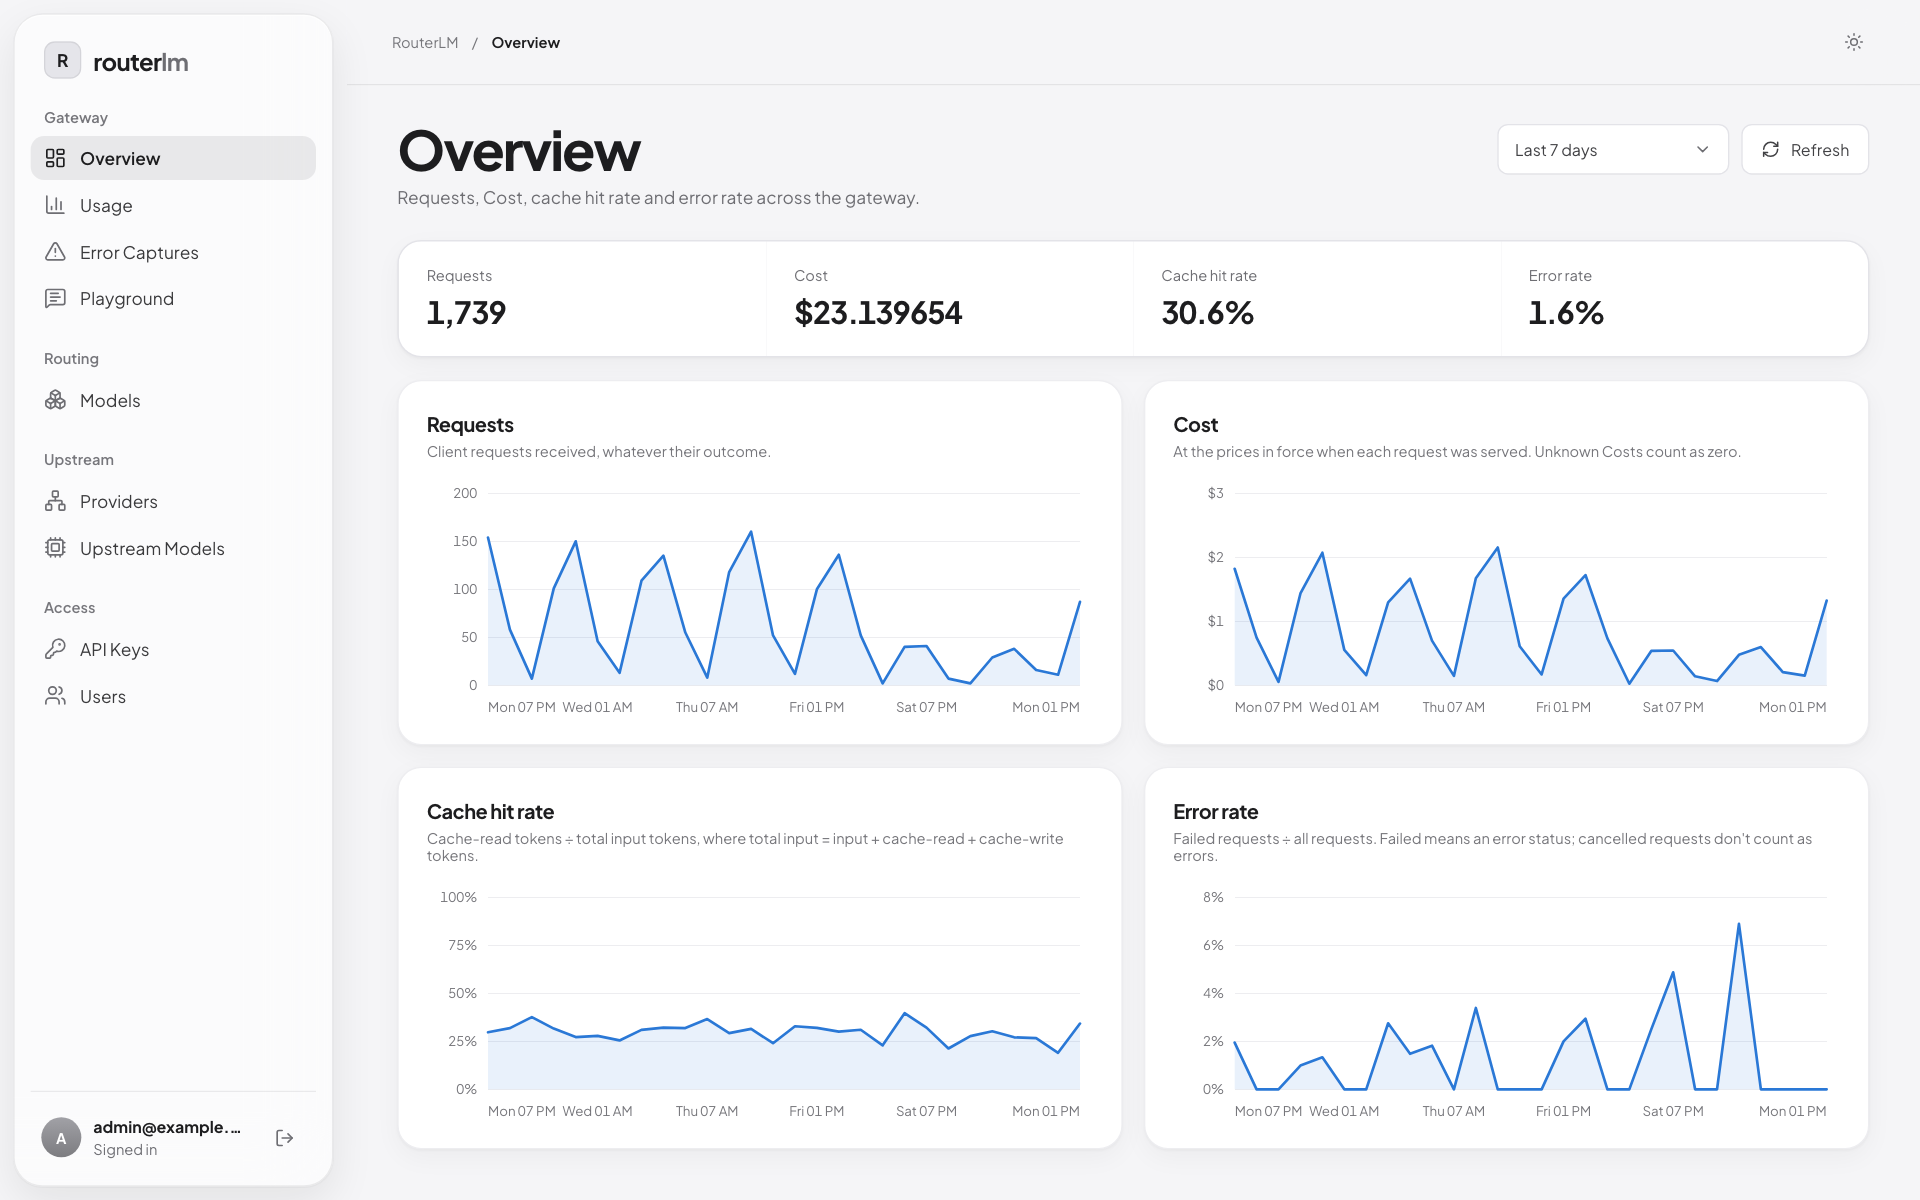 R routerlm
Gateway
Overview
Usage
Error Captures
Playground
Routing
Models
Upstream
Providers
Upstream Models
Access
API Keys
Users
A
admin@example.…
Signed in
RouterLM / Overview
Overview
Requests, Cost, cache hit rate and error rate across the gateway.
Last 7 days
Refresh
Requests
1,739
Cost
$23.139654
Cache hit rate
30.6%
Error rate
1.6%
Requests
Client requests received, whatever their outcome.
200
150
100
50
0
Mon 07 PM Wed 01 AM Thu 07 AM Fri 01 PM Sat 07 PM Mon 01 PM
Cost
At the prices in force when each request was served. Unknown Costs count as zero.
$3
$2
$1
$0
Mon 07 PM Wed 01 AM Thu 07 AM Fri 01 PM Sat 07 PM Mon 01 PM
Cache hit rate
Cache-read tokens ÷ total input tokens, where total input = input + cache-read + cache-write
tokens.
100%
75%
50%
25%
0%
Mon 07 PM Wed 01 AM Thu 07 AM Fri 01 PM Sat 07 PM Mon 01 PM
Error rate
Failed requests ÷ all requests. Failed means an error status; cancelled requests don't count as
errors.
8%
6%
4%
2%
0%
Mon 07 PM Wed 01 AM Thu 07 AM Fri 01 PM Sat 07 PM Mon 01 PM